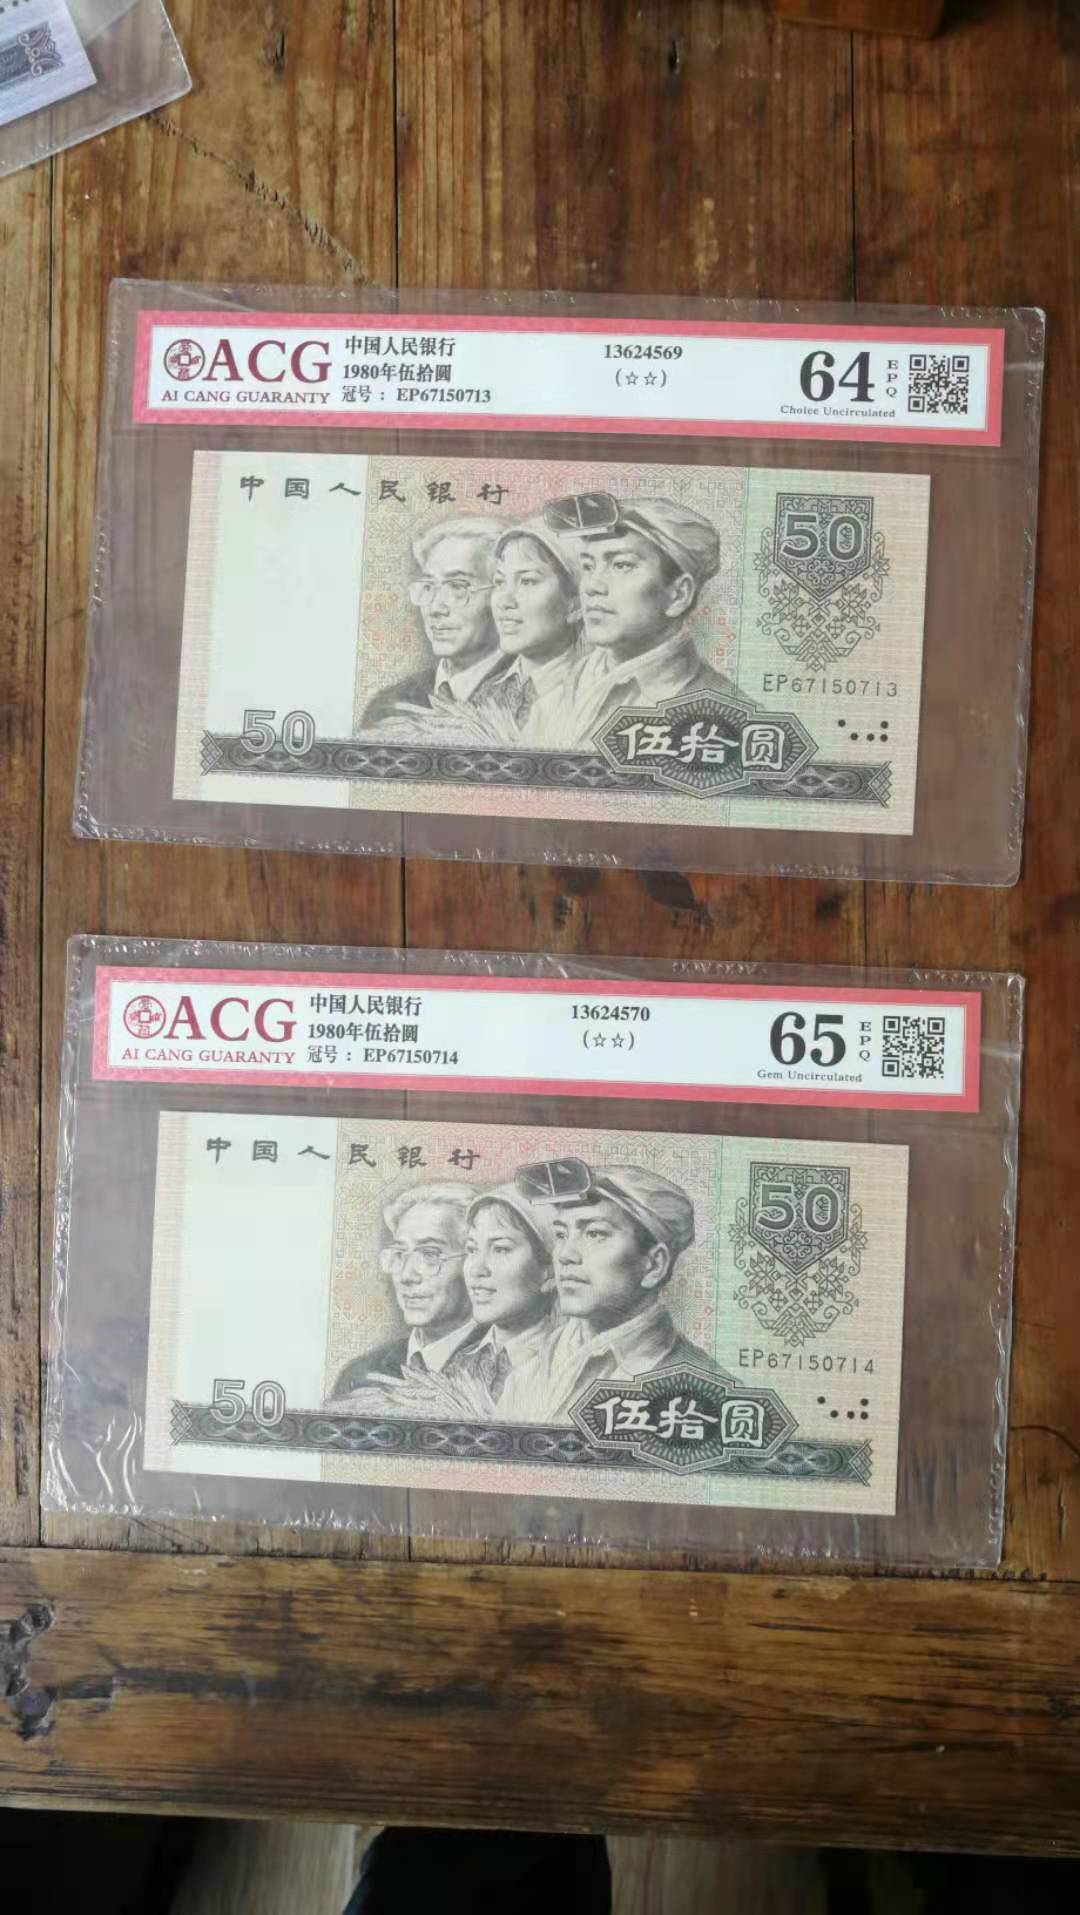 ACG
AI CANG GUARANTY
中国人民银行
1980年伍拾圆
冠号： EP67150713
13624569
(☆☆)
64
EPQ
Choice Uncirculated
中国人民银行
50
EP67150713
50
伍拾圆
ACG
AI CANG GUARANTY
中国人民银行
1980年伍拾圆
冠号： EP67150714
13624570
(☆☆)
65
EPQ
Gem Uncirculated
中国人民银行
50
EP67150714
50
伍拾圆